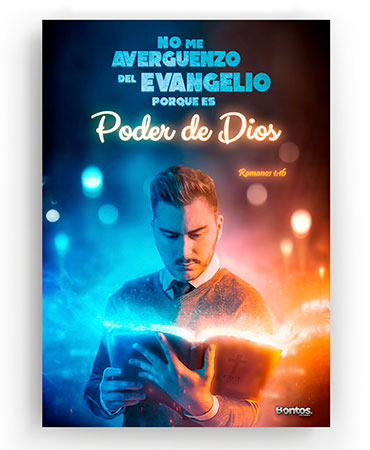 NO ME
AVERGUENZO
DEL EVANGELIO
PORQUE ES
Poder de Dios
Romanos 1:16
Bontos.